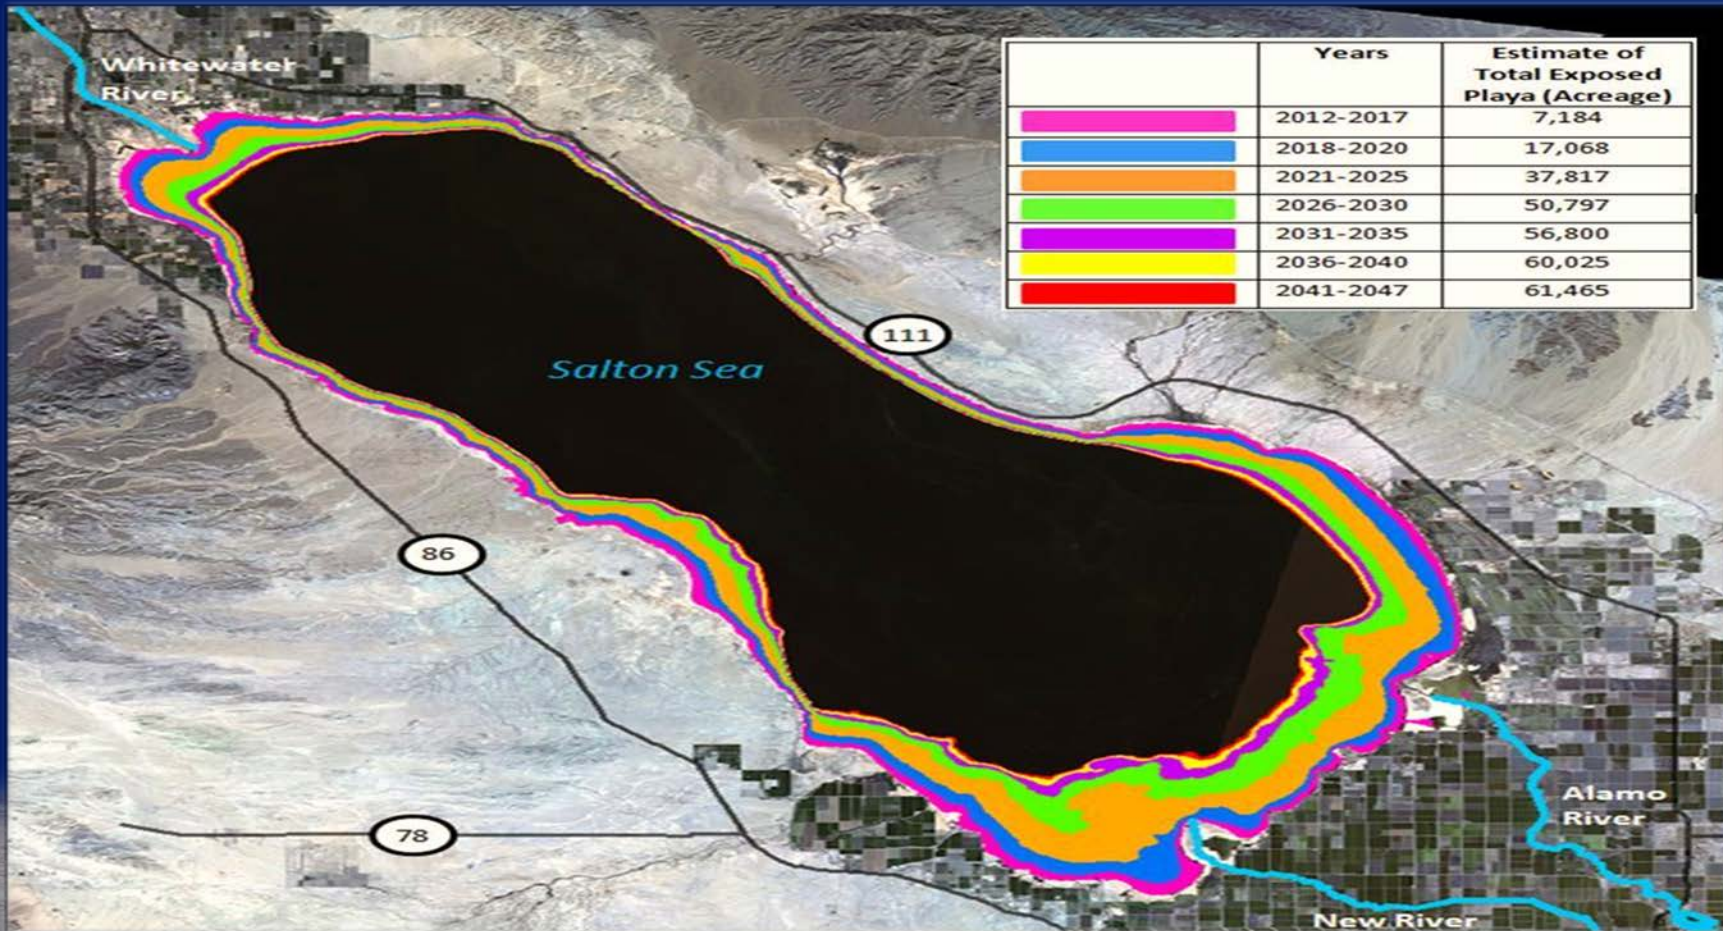 Whitewater
River
Years
Estimate of
Total Exposed
Playa (Acreage)
2012-2017 7,184
2018-2020 17,068
2021-2025 37,817
2026-2030 50,797
2031-2035 56,800
2036-2040 60,025
2041-2047 61,465
111
Salton Sea
86
Alamo
River
78
New River